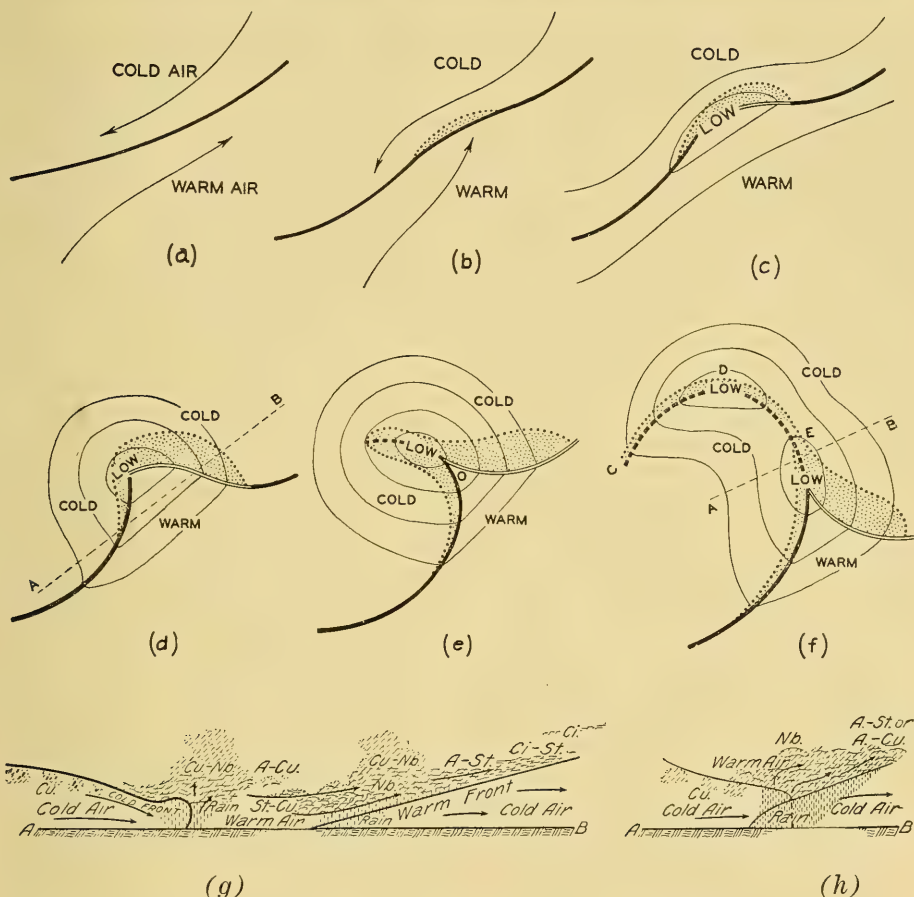 COLD AIR
WARM AIR
(a)
COLD
WARM
(b)
COLD
LOW
WARM
(c)
B
COLD
LOW
COLD
WARM
A
(d)
LOW
O
COLD
WARM
(e)
COLD
D
LOW
E
B
COLD
LOW
C
A
WARM
(f)
Ci.
Ci-St.
Cu-Nb.
A-Cu.
Cu-Nb.
A-St.
Cu.
COLD FRONT
Rain
St-Cu
Nb.
Cold Air
Warm Air
Rain
Warm Front
Cold Air
A
B
(g)
A.-St. or
Nb.
A.-Cu.
Warm Air
Cu.
Cold Air
Rain
Cold Air
A
B
(h)